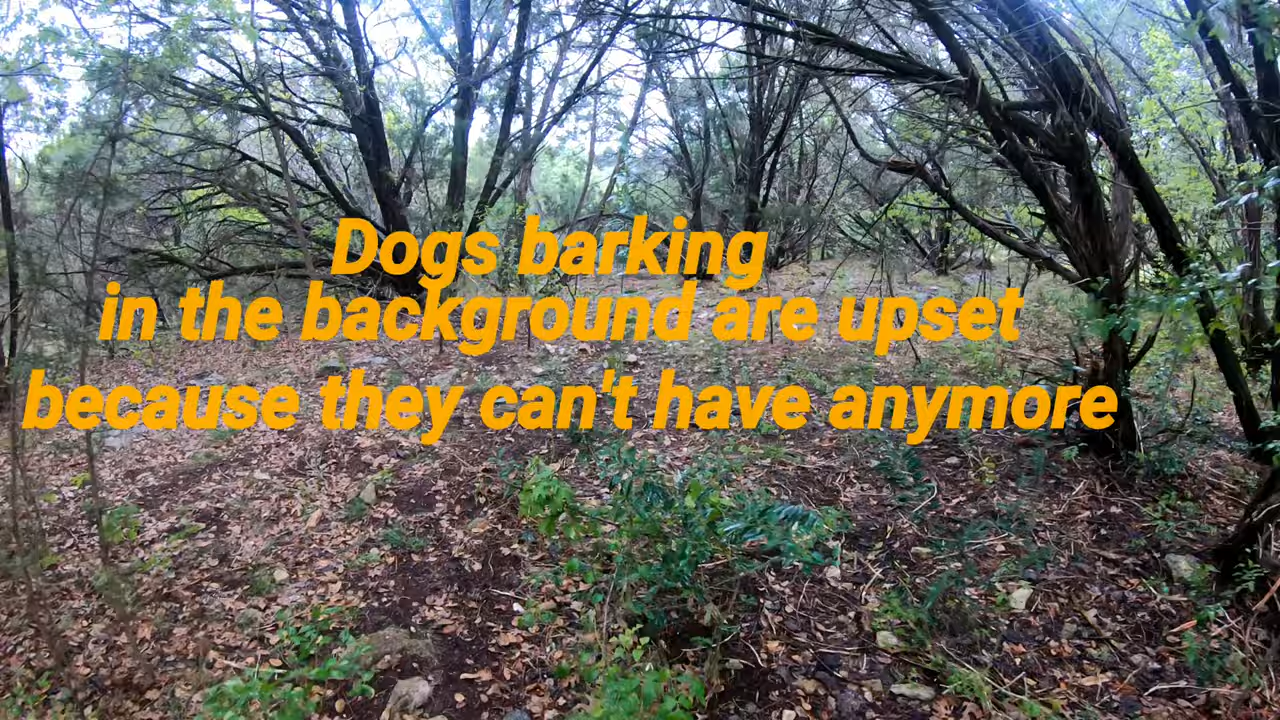 Dogs barking
in the background are upset
because they can't have anymore